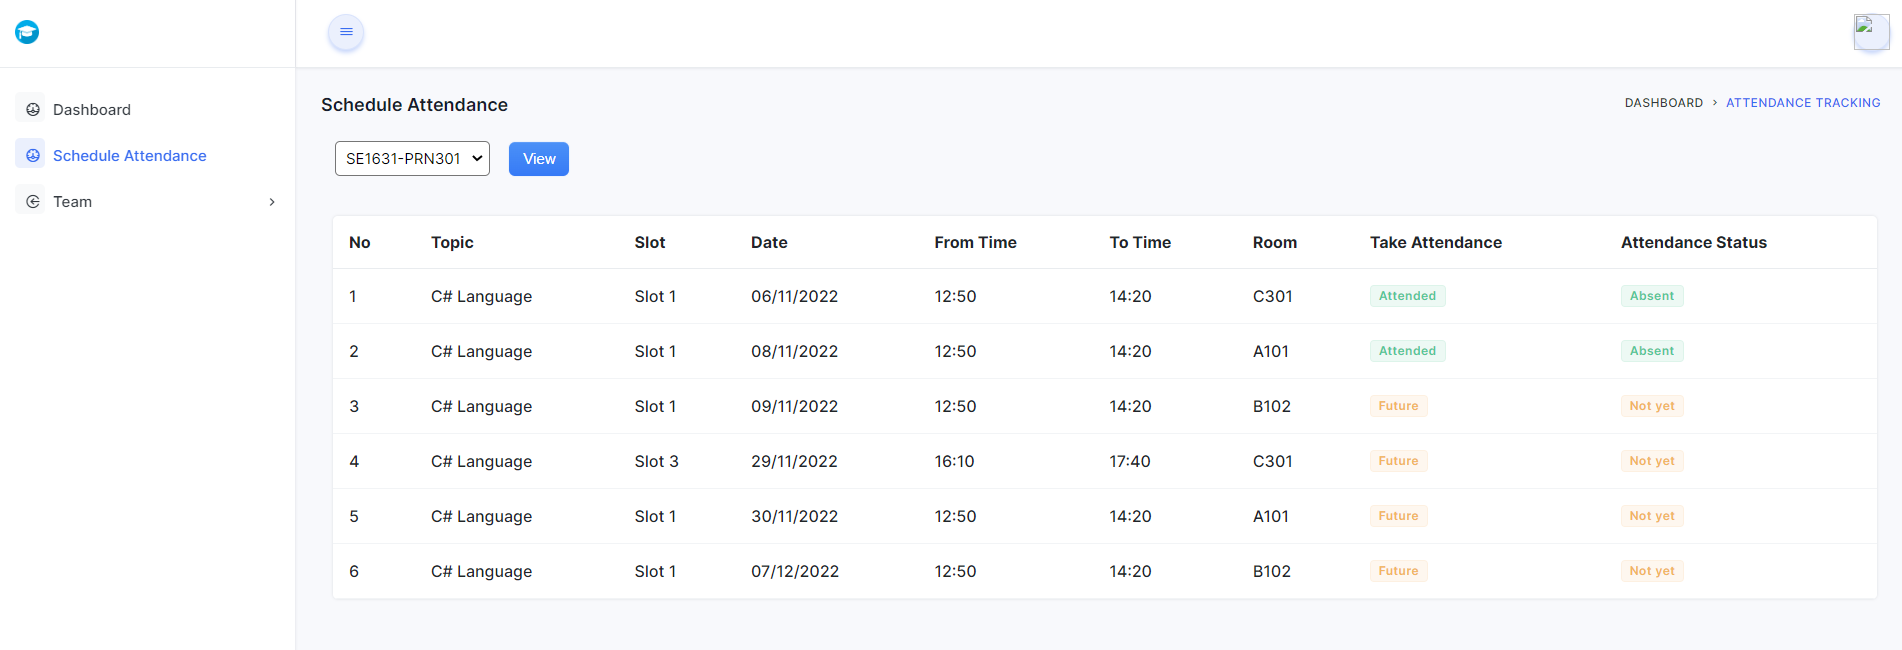 Dashboard
Schedule Attendance
Team
Schedule Attendance
DASHBOARD > ATTENDANCE TRACKING
SE1631-PRN301 View
No Topic Slot Date From Time To Time Room Take Attendance Attendance Status
1 C# Language Slot 1 06/11/2022 12:50 14:20 C301 Attended Absent
2 C# Language Slot 1 08/11/2022 12:50 14:20 A101 Attended Absent
3 C# Language Slot 1 09/11/2022 12:50 14:20 B102 Future Not yet
4 C# Language Slot 3 29/11/2022 16:10 17:40 C301 Future Not yet
5 C# Language Slot 1 30/11/2022 12:50 14:20 A101 Future Not yet
6 C# Language Slot 1 07/12/2022 12:50 14:20 B102 Future Not yet